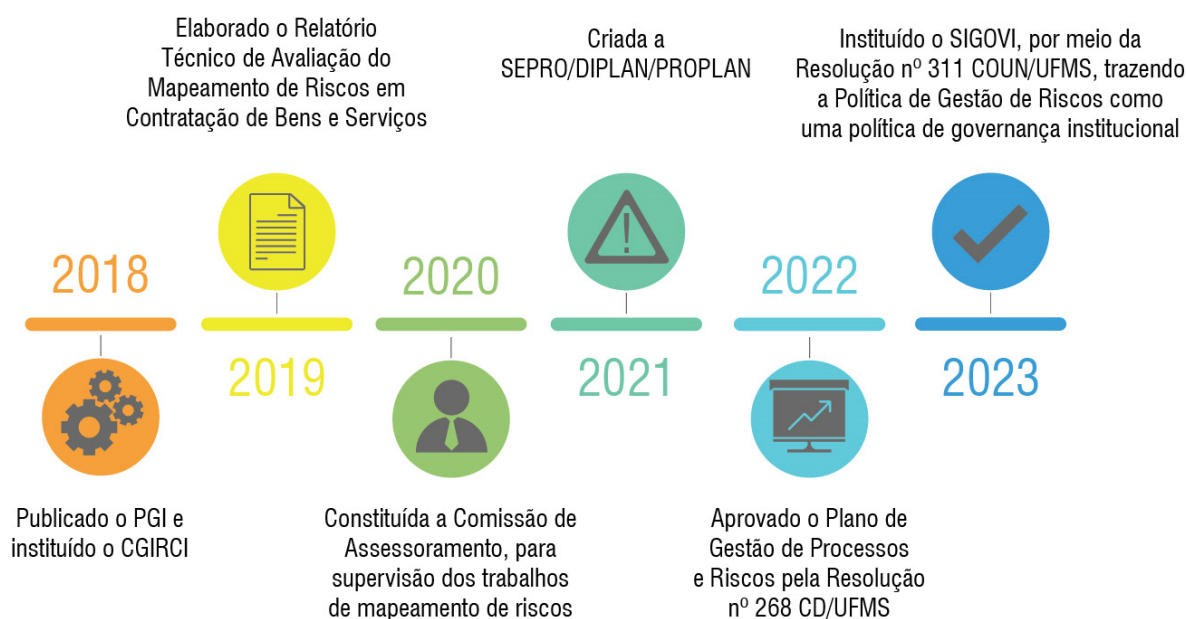 Elaborado o Relatório
Técnico de Avaliação do
Mapeamento de Riscos em
Contratação de Bens e Serviços
Criada a
SEPRO/DIPLAN/PROPLAN
Instituído o SIGOVI, por meio da
Resolução nº 311 COUN/UFMS, trazendo
a Política de Gestão de Riscos como
uma política de governança institucional
2018
2019
2020
2021
2022
2023
Publicado o PGI e
instituído o CGIRCI
Constituída a Comissão de
Assessoramento, para
supervisão dos trabalhos
de mapeamento de riscos
Aprovado o Plano de
Gestão de Processos
e Riscos pela Resolução
nº 268 CD/UFMS